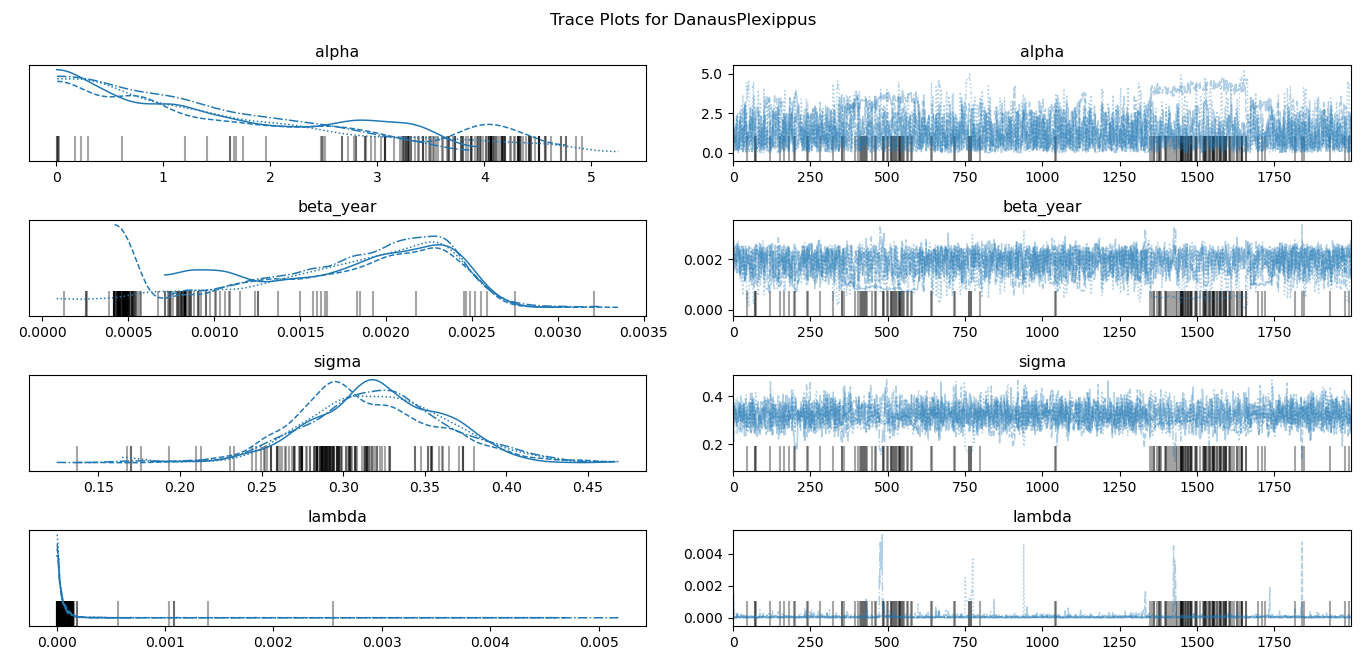 Trace Plots for DanausPlexippus
alpha
0 1 2 3 4 5
alpha
5.0
2.5
0.0
0 250 500 750 1000 1250 1500 1750
beta_year
0.0000 0.0005 0.0010 0.0015 0.0020 0.0025 0.0030 0.0035
beta_year
0.002
0.000
0 250 500 750 1000 1250 1500 1750
sigma
0.15 0.20 0.25 0.30 0.35 0.40 0.45
sigma
0.4
0.2
0 250 500 750 1000 1250 1500 1750
lambda
0.000 0.001 0.002 0.003 0.004 0.005
lambda
0.004
0.002
0.000
0 250 500 750 1000 1250 1500 1750